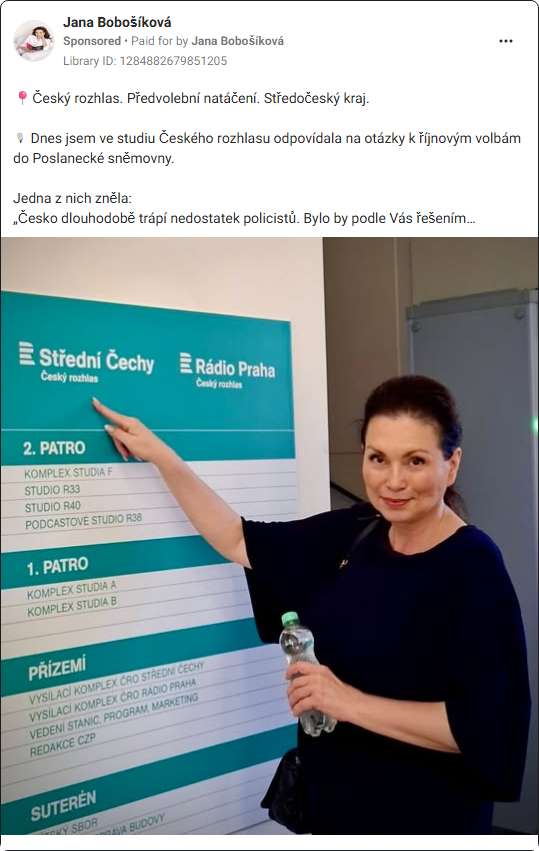 Jana Bobošíková
Sponsored • Paid for by Jana Bobošíková
Library ID: 1284882679851205
Český rozhlas. Předvolební natáčení. Středočeský kraj.
Dnes jsem ve studiu Českého rozhlasu odpovídala na otázky k říjnovým volbám
do Poslanecké sněmovny.
Jedna z nich zněla:
„Česko dlouhodobě trápí nedostatek policistů. Bylo by podle Vás řešením…
Střední Čechy
Český rozhlas
Rádio Praha
Český rozhlas
2. PATRO
KOMPLEX STUDIA F
STUDIO R33
STUDIO R40
PODCASTOVÉ STUDIO R38
1. PATRO
KOMPLEX STUDIA A
KOMPLEX STUDIA B
PŘÍZEMÍ
VYSÍLACÍ KOMPLEX ČRO STŘEDNÍ ČECHY
VYSÍLACÍ KOMPLEX ČRO RÁDIO PRAHA
VEDENÍ STANIC, PROGRAM, MARKETING
REDAKCE CZP
SUTERÉN
SBOR
BUDOVY